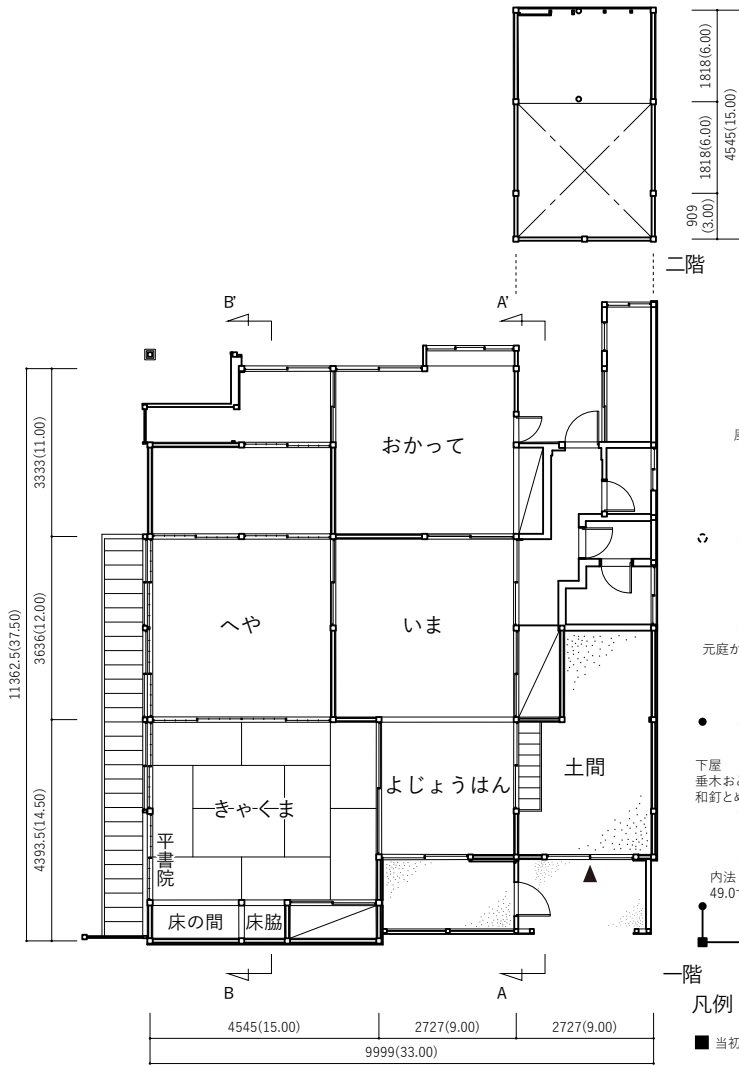 1818(6.00)
1818(6.00)
4545(15.00)
909
(3.00)
二階
B'
A'
おかって
3333(11.00)
へや
いま
3636(12.00)
11362.5(37.50)
元庭か
下屋
垂木お
和釘と
土間
よじょうはん
きゃくま
平書院
4393.5(14.50)
内法
49.0
床の間
床脇
一階
B
A
凡例
4545(15.00)
2727(9.00)
2727(9.00)
当初
9999(33.00)